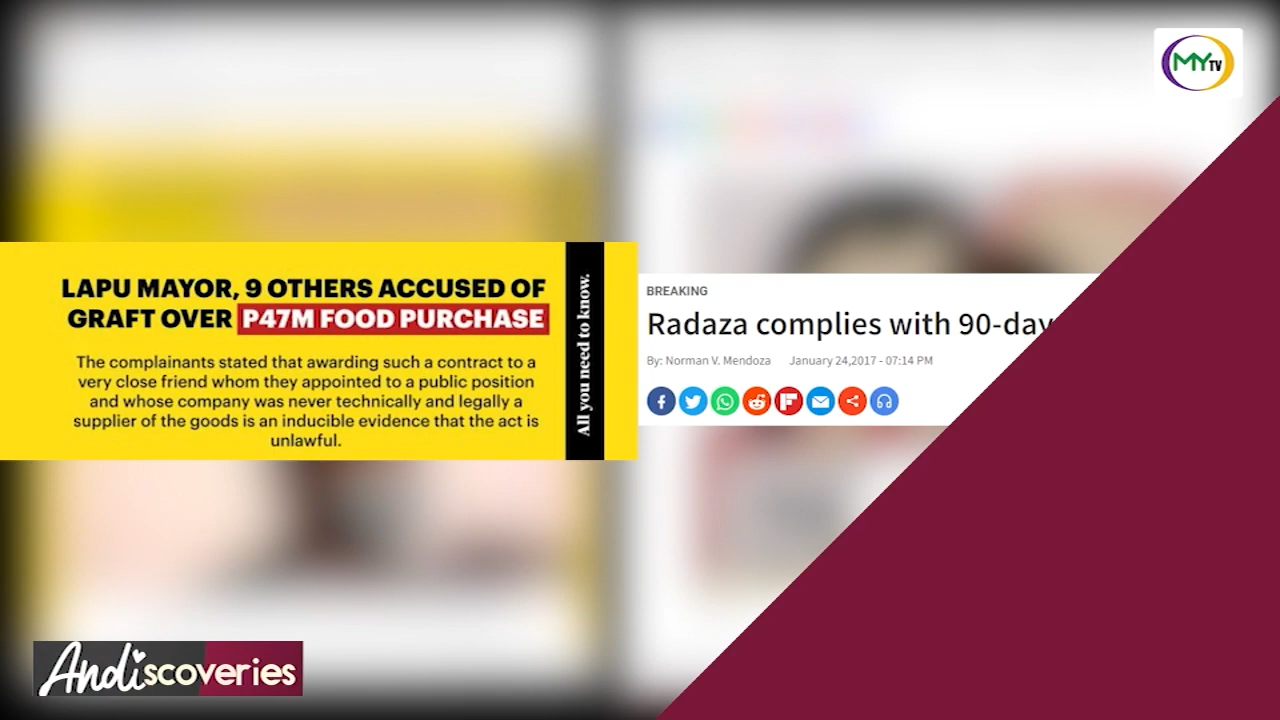 MYTV
LAPU MAYOR, 9 OTHERS ACCUSED OF
GRAFT OVER P47M FOOD PURCHASE
The complainants stated that awarding such a contract to a
very close friend whom they appointed to a public position
and whose company was never technically and legally a
supplier of the goods is an inducible evidence that the act is
unlawful.
All you need to know.
BREAKING
Radaza complies with 90-day
By: Norman V. Mendoza January 24,2017 - 07:14 PM
Andiscoveries